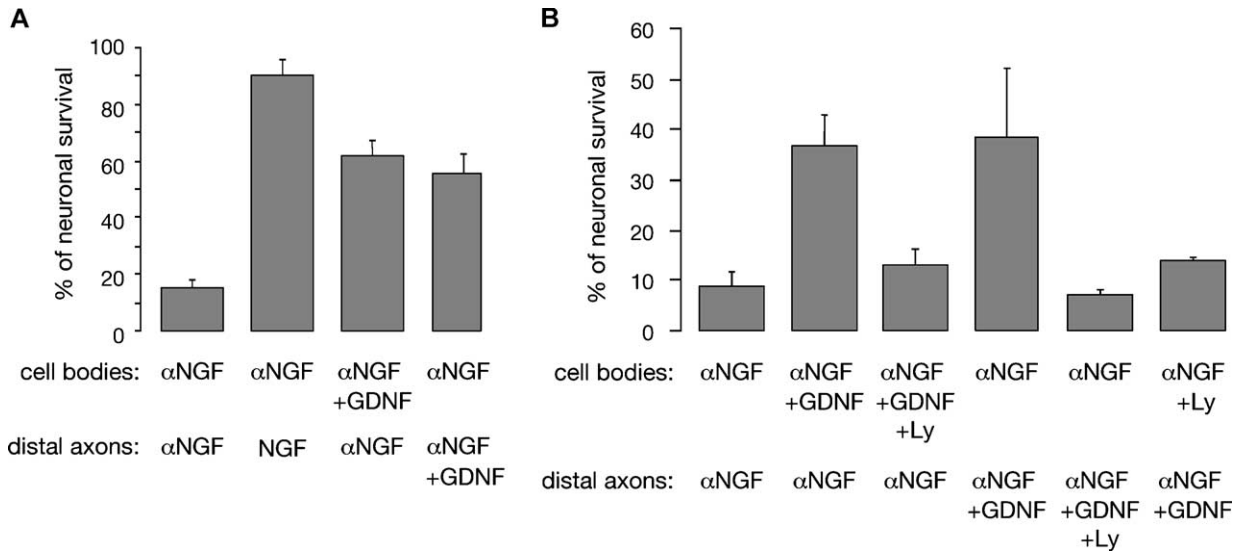 A
% of neuronal survival
100
80
60
40
20
0
cell bodies: αNGF αNGF αNGF αNGF
+GDNF
distal axons: αNGF NGF αNGF αNGF
+GDNF
B
% of neuronal survival
60
50
40
30
20
10
0
cell bodies: αNGF αNGF αNGF αNGF αNGF αNGF
+GDNF +GDNF +Ly
+Ly
distal axons: αNGF αNGF αNGF αNGF αNGF αNGF
+GDNF +GDNF +GDNF
+Ly